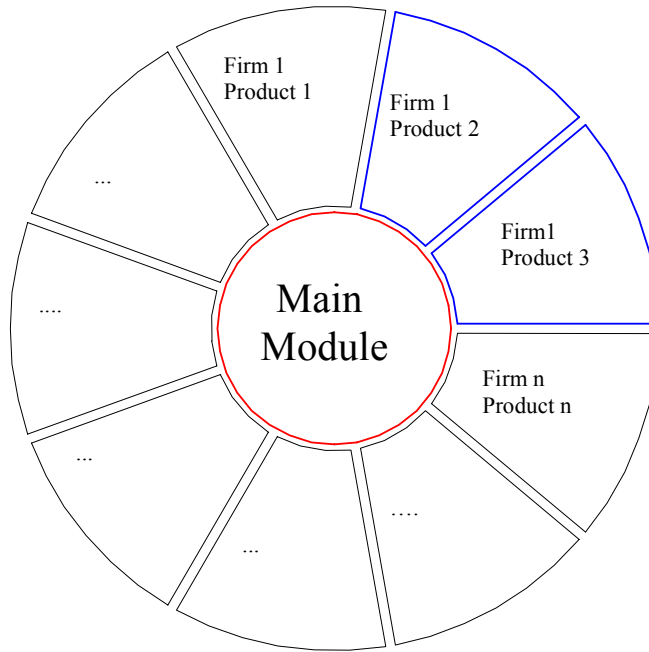 Firm 1
Product 1
Firm 1
Product 2
Firm1
Product 3
Main
Module
Firm n
Product n
....
...
...
....
...